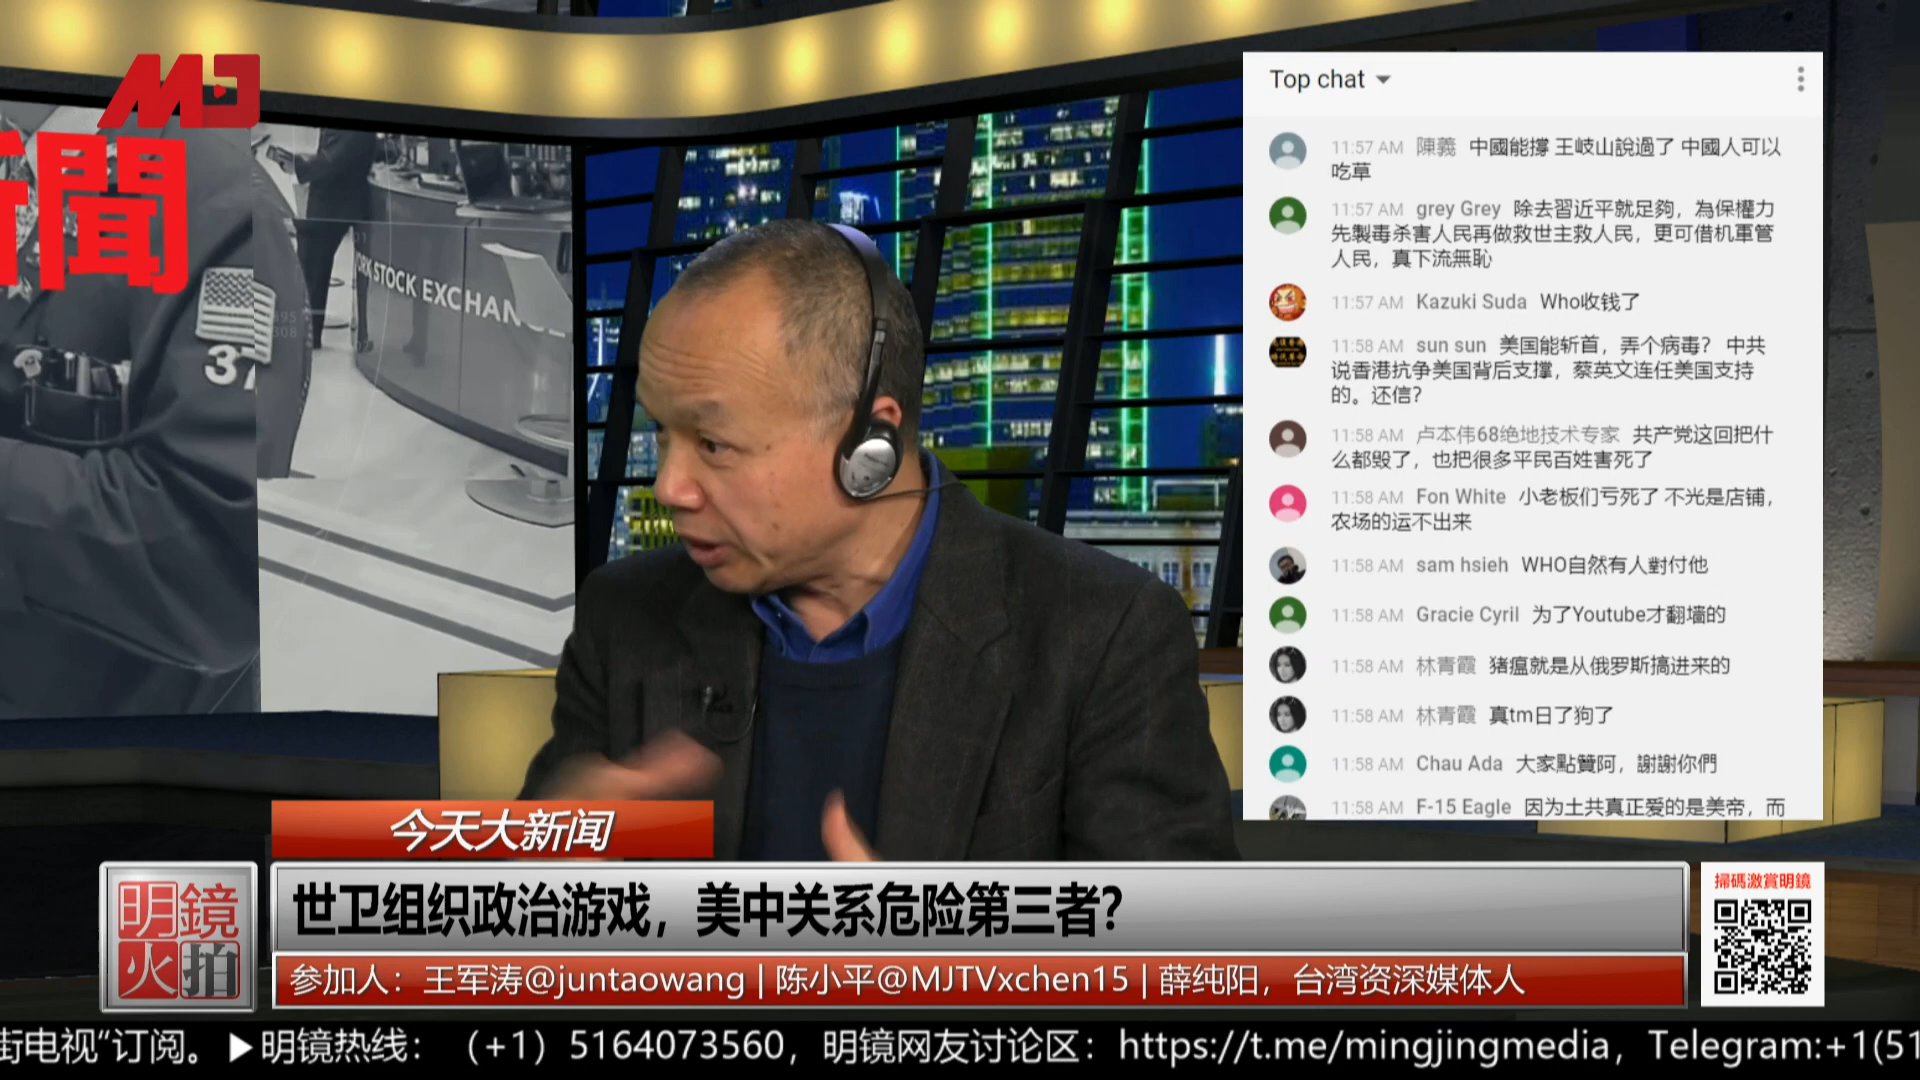 MJ
新聞
37
RK STOCK EXCHAN
Top chat
11:57 AM 陳義 中國能撐 王岐山說過了 中國人可以
吃草
11:57 AM grey Grey 除去習近平就足夠，為保權力
先製毒杀害人民再做救世主救人民，更可借机軍管
人民，真下流無恥
11:57 AM Kazuki Suda Who收钱了
11:58 AM sun sun 美国能斩首，弄个病毒？ 中共
说香港抗争美国背后支撑，蔡英文连任美国支持
的。还信？
11:58 AM 卢本伟68绝地技术专家 共产党这回把什
么都毁了，也把很多平民百姓害死了
11:58 AM Fon White 小老板们亏死了 不光是店铺，
农场的运不出来
11:58 AM sam hsieh WHO自然有人對付他
11:58 AM Gracie Cyril 为了Youtube才翻墙的
11:58 AM 林青霞 猪瘟就是从俄罗斯搞进来的
11:58 AM 林青霞 真tm日了狗了
11:58 AM Chau Ada 大家點贊阿，謝謝你們
11:58 AM F-15 Eagle 因为土共真正爱的是美帝，而
今天大新闻
明鏡
火拍
世卫组织政治游戏，美中关系危险第三者？
参加人：王军涛@juntaowang | 陈小平@MJTVxchen15 | 薛纯阳，台湾资深媒体人
掃碼激賞明鏡
街电视“订阅。▶明镜热线：（+1）5164073560，明镜网友讨论区：https://t.me/mingjingmedia，Telegram:+1(51